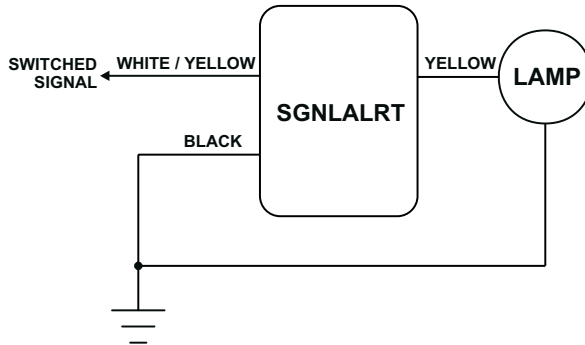 SWITCHED
SIGNAL
WHITE / YELLOW
YELLOW
LAMP
SGNLALRT
BLACK